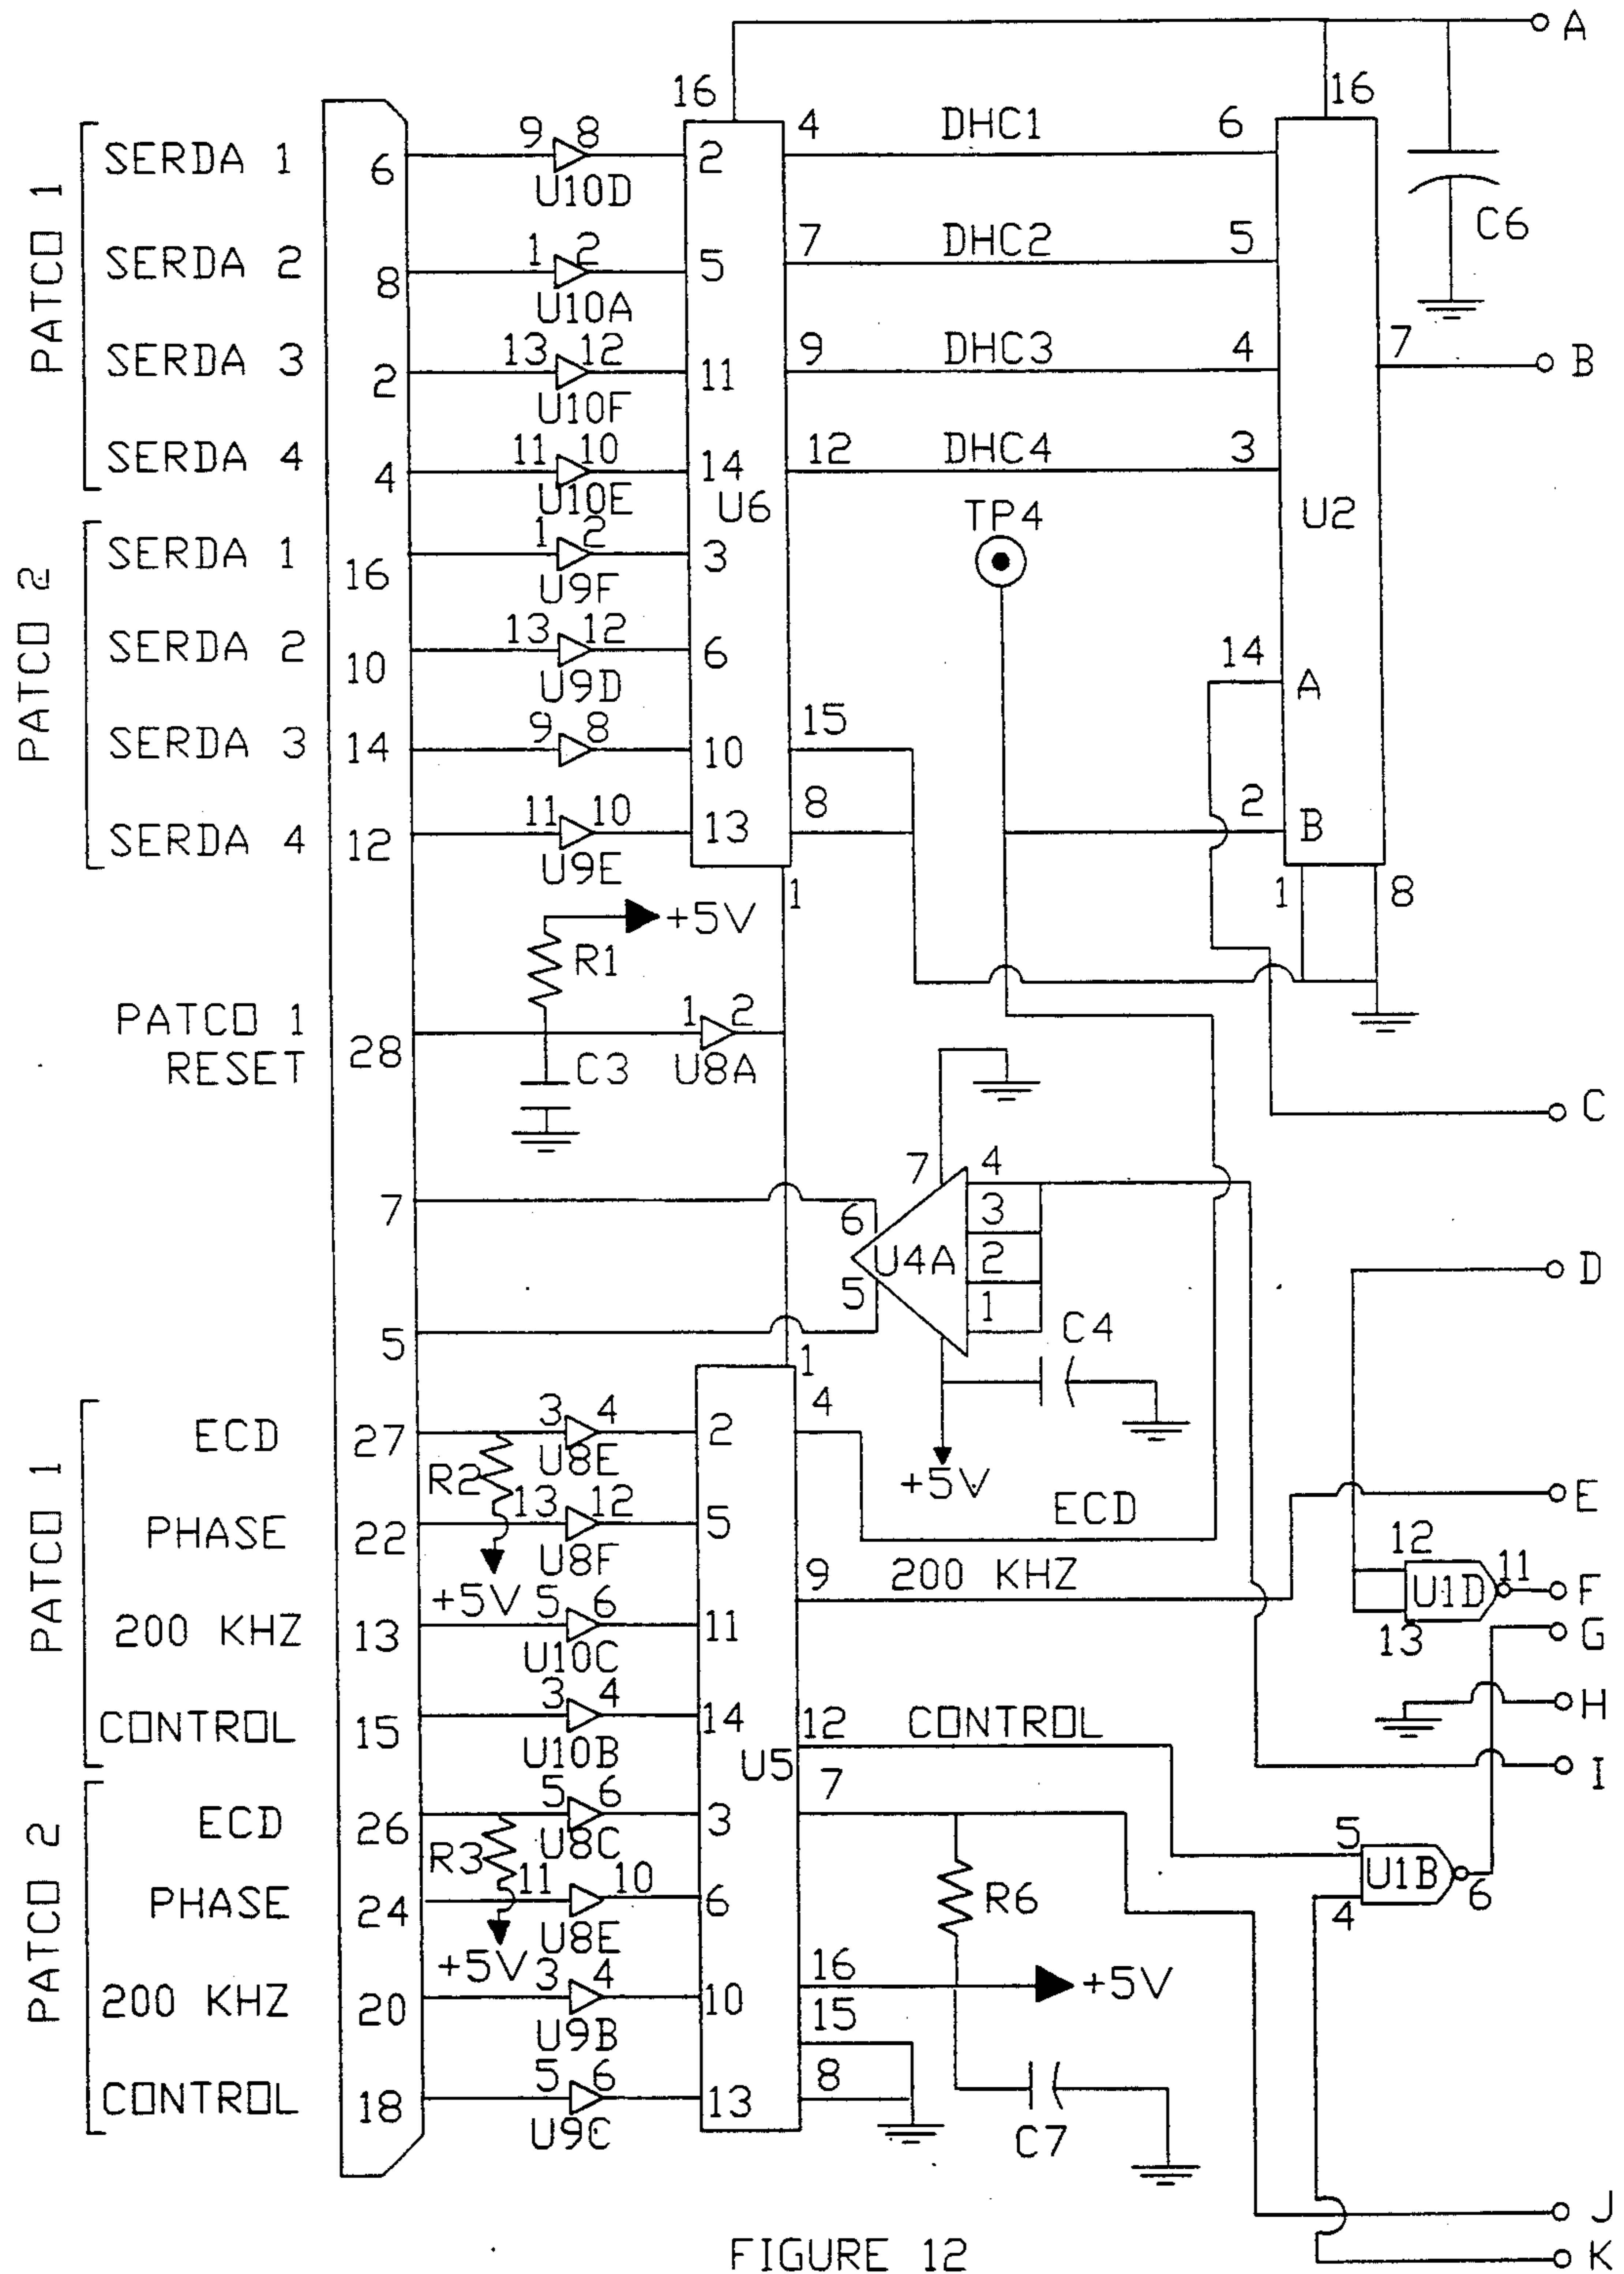 A
16
16
PATCO 1
SERDA 1
6
9 8
U10D
2
4
DHC1
6
C6
SERDA 2
8
1 2
U10A
5
7
DHC2
5
SERDA 3
2
13 12
U10F
11
9
DHC3
4
7
B
SERDA 4
4
11 10
U10E
14
12
DHC4
3
U6
TP4
U2
PATCO 2
SERDA 1
16
1 2
U9F
3
SERDA 2
10
13 12
U9D
6
14
A
SERDA 3
14
9 8
10
15
SERDA 4
12
11 10
U9E
13
8
2
B
1
1
8
+5V
R1
PATCO 1
RESET
28
C3
1 2
U8A
C
7
7
4
6
3
U4A
2
5
1
5
C4
D
1
+5V
PATCO 1
ECD
27
3 4
U8E
2
4
R2
ECD
E
PHASE
22
13 12
U8F
5
+5V
9
200 KHZ
12
U1D
11
F
13
G
200 KHZ
13
5 6
U10C
11
H
CONTROL
15
3 4
U10B
14
12
CONTROL
U5
I
PATCO 2
ECD
26
5 6
U8C
3
7
R3
5
U1B
6
4
PHASE
24
11 10
U8E
6
R6
+5V
200 KHZ
20
3 4
U9B
10
16
+5V
15
CONTROL
18
5 6
U9C
13
8
C7
J
K
FIGURE 12